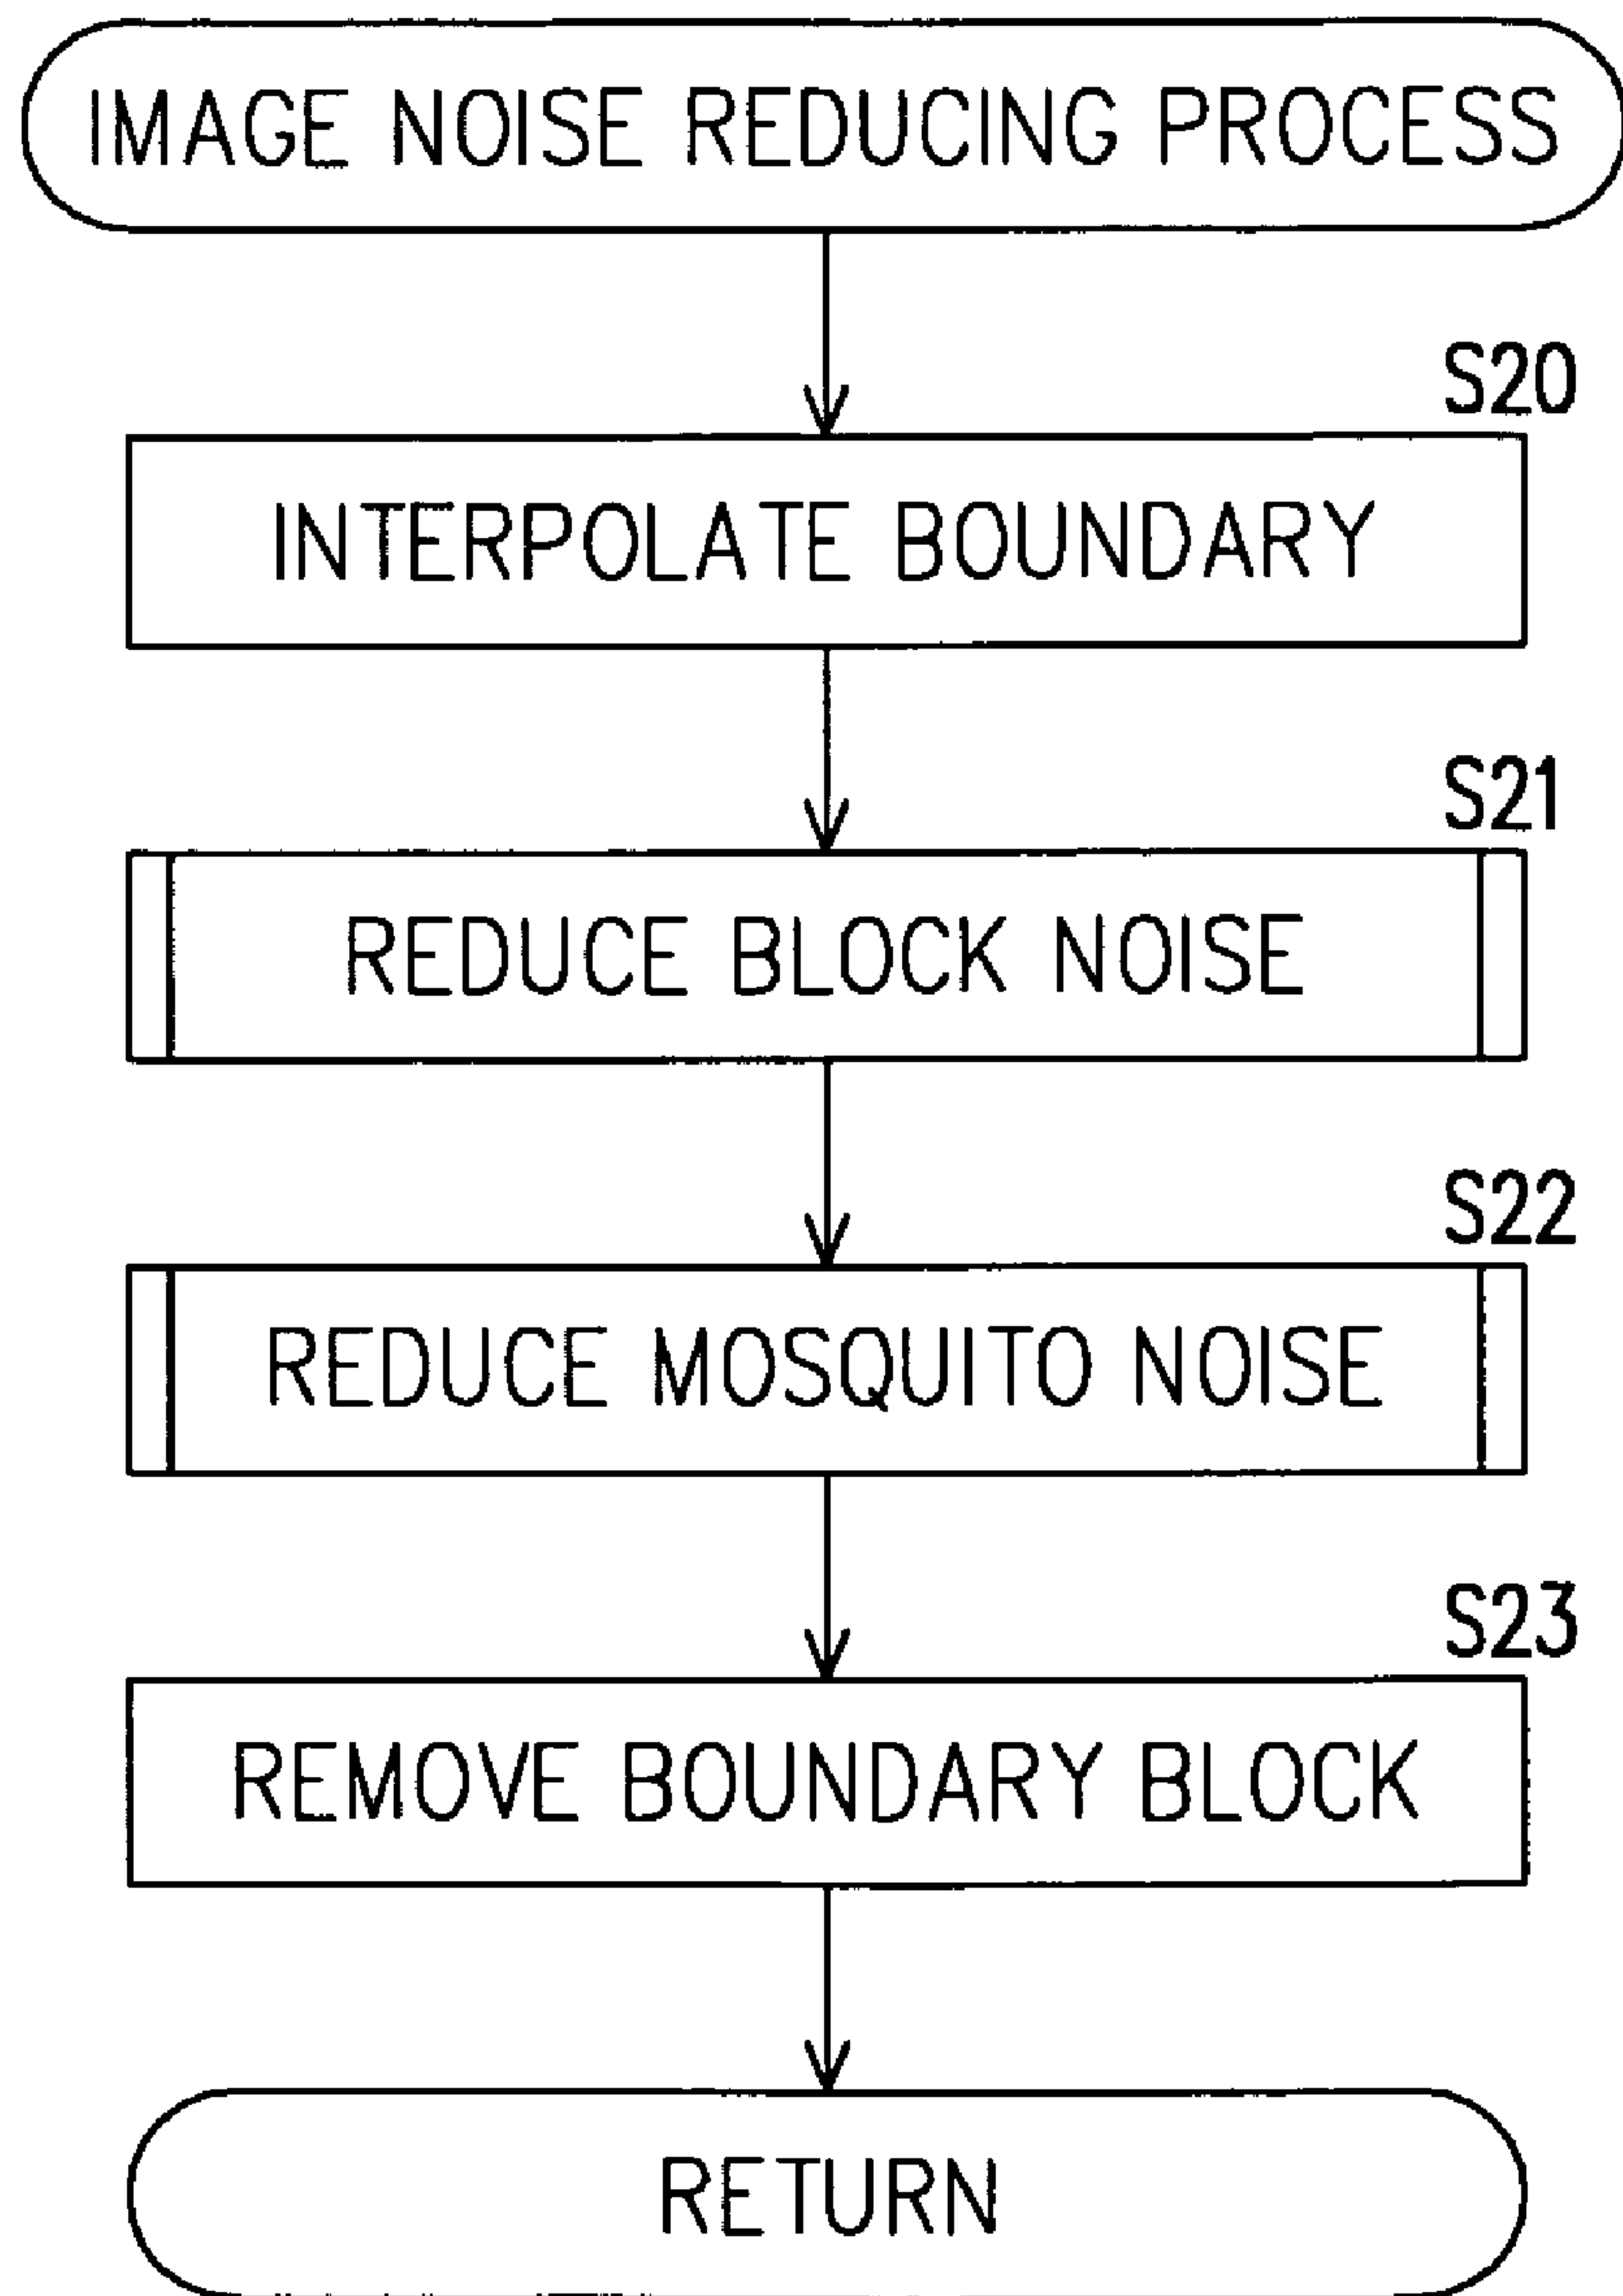 IMAGE NOISE REDUCING PROCESS
S20
INTERPOLATE BOUNDARY
S21
REDUCE BLOCK NOISE
S22
REDUCE MOSQUITO NOISE
S23
REMOVE BOUNDARY BLOCK
RETURN